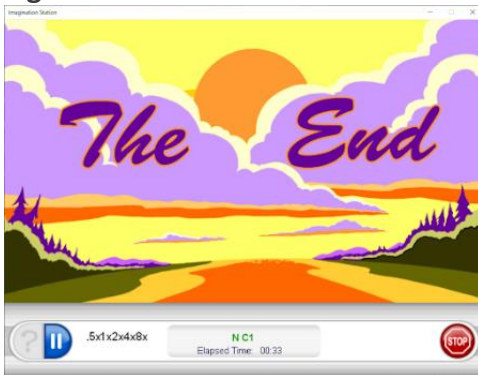 Imagination Station
The End
.5x1x2x4x8x
N C1
Elapsed Time: 00:33
STOP